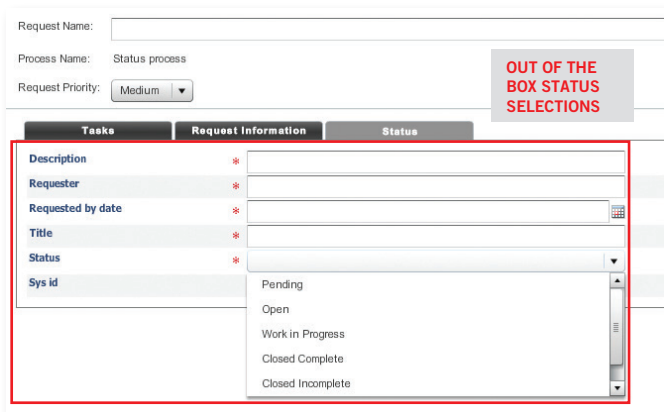 Request Name:
Process Name: Status process
Request Priority: Medium
OUT OF THE
BOX STATUS
SELECTIONS
Tasks Request Information Status
Description *
Requester *
Requested by date *
Title *
Status *
Sys id
Pending
Open
Work in Progress
Closed Complete
Closed Incomplete